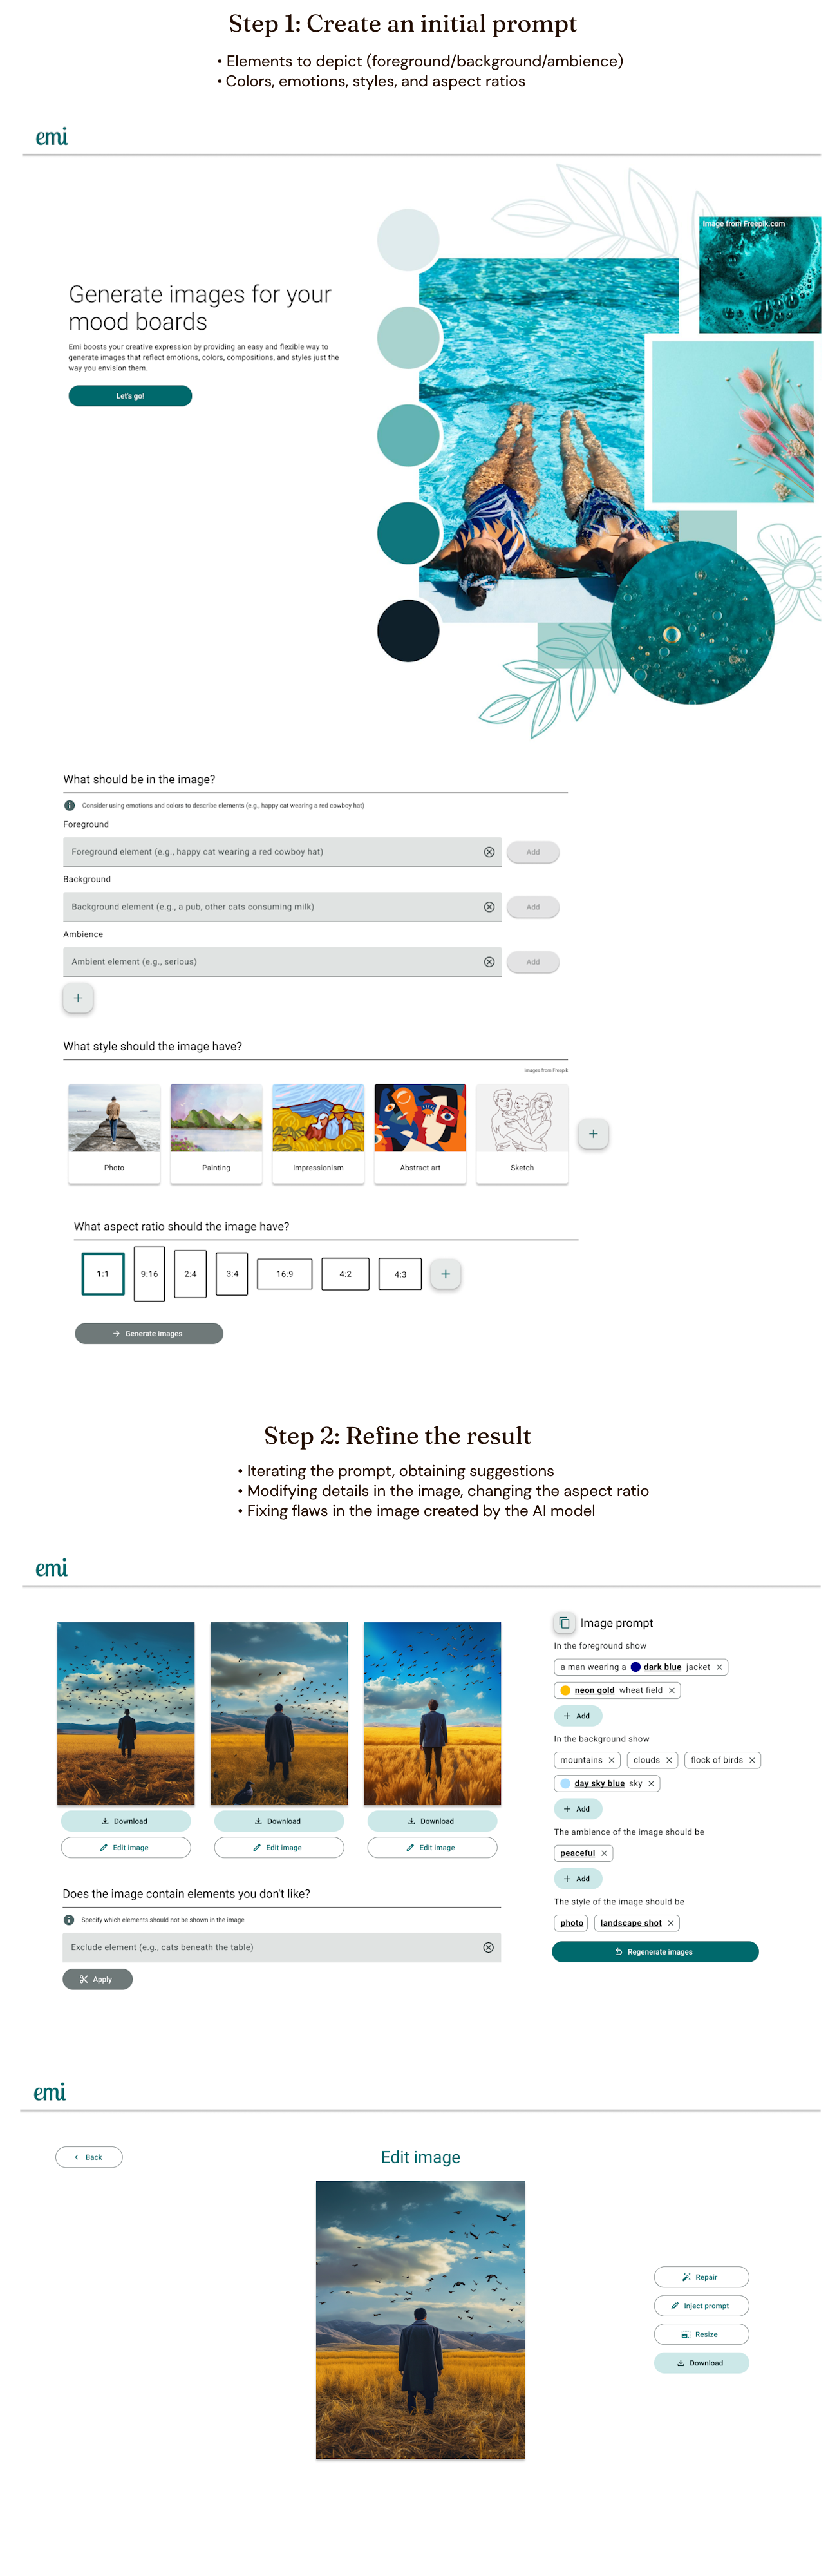 Step 1: Create an initial prompt
• Elements to depict (foreground/background/ambience)
• Colors, emotions, styles, and aspect ratios
emi
Image from Freepik.com
Generate images for your
mood boards
Emi boosts your creative expression by providing an easy and flexible way to
generate images that reflect emotions, colors, compositions, and styles just the
way you envision them.
Let's go!
What should be in the image?
Consider using emotions and colors to describe elements (e.g., happy cat wearing a red cowboy hat)
Foreground
Foreground element (e.g., happy cat wearing a red cowboy hat)
Add
Background
Background element (e.g., a pub, other cats consuming milk)
Add
Ambience
Ambient element (e.g., serious)
Add
What style should the image have?
Images from Freepik
Photo
Painting
Impressionism
Abstract art
Sketch
What aspect ratio should the image have?
1:1
9:16
2:4
3:4
16:9
4:2
4:3
Generate images
Step 2: Refine the result
• Iterating the prompt, obtaining suggestions
• Modifying details in the image, changing the aspect ratio
• Fixing flaws in the image created by the AI model
emi
Download
Edit image
Download
Edit image
Download
Edit image
Does the image contain elements you don't like?
Specify which elements should not be shown in the image
Exclude element (e.g., cats beneath the table)
Apply
Image prompt
In the foreground show
a man wearing a dark blue jacket
neon gold wheat field
Add
In the background show
mountains
clouds
flock of birds
day sky blue sky
Add
The ambience of the image should be
peaceful
Add
The style of the image should be
photo
landscape shot
Regenerate images
emi
Back
Edit image
Repair
Inject prompt
Resize
Download